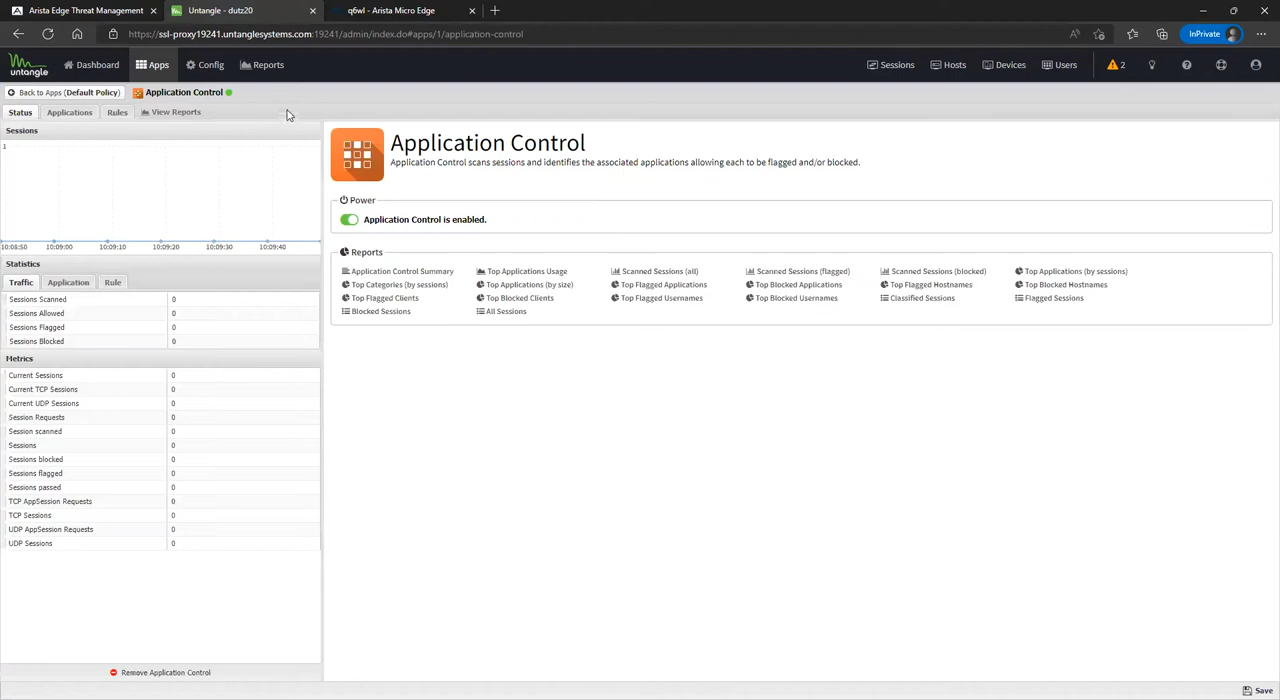 Arista Edge Threat Management
Untangle - dutz20
q6wl - Arista Micro Edge
https://ssl-proxy19241.untanglesystems.com:19241/admin/index.do#apps/1/application-control
InPrivate
untangle
Dashboard
Apps
Config
Reports
Sessions
Hosts
Devices
Users
2
Back to Apps (Default Policy)
Application Control
Status
Applications
Rules
View Reports
Sessions
1
10:08:50 10:09:00 10:09:10 10:09:20 10:09:30 10:09:40
Statistics
Traffic Application Rule
Sessions Scanned 0
Sessions Allowed 0
Sessions Flagged 0
Sessions Blocked 0
Metrics
Current Sessions 0
Current TCP Sessions 0
Current UDP Sessions 0
Session Requests 0
Session scanned 0
Sessions 0
Sessions blocked 0
Sessions flagged 0
Sessions passed 0
TCP AppSession Requests 0
TCP Sessions 0
UDP AppSession Requests 0
UDP Sessions 0
Remove Application Control
Application Control
Application Control scans sessions and identifies the associated applications allowing each to be flagged and/or blocked.
Power
Application Control is enabled.
Reports
Application Control Summary Top Applications Usage Scanned Sessions (all) Scanned Sessions (flagged) Scanned Sessions (blocked) Top Applications (by sessions)
Top Categories (by sessions) Top Applications (by size) Top Flagged Applications Top Blocked Applications Top Flagged Hostnames Top Blocked Hostnames
Top Flagged Clients Top Blocked Clients Top Flagged Usernames Top Blocked Usernames Classified Sessions Flagged Sessions
Blocked Sessions All Sessions
Save